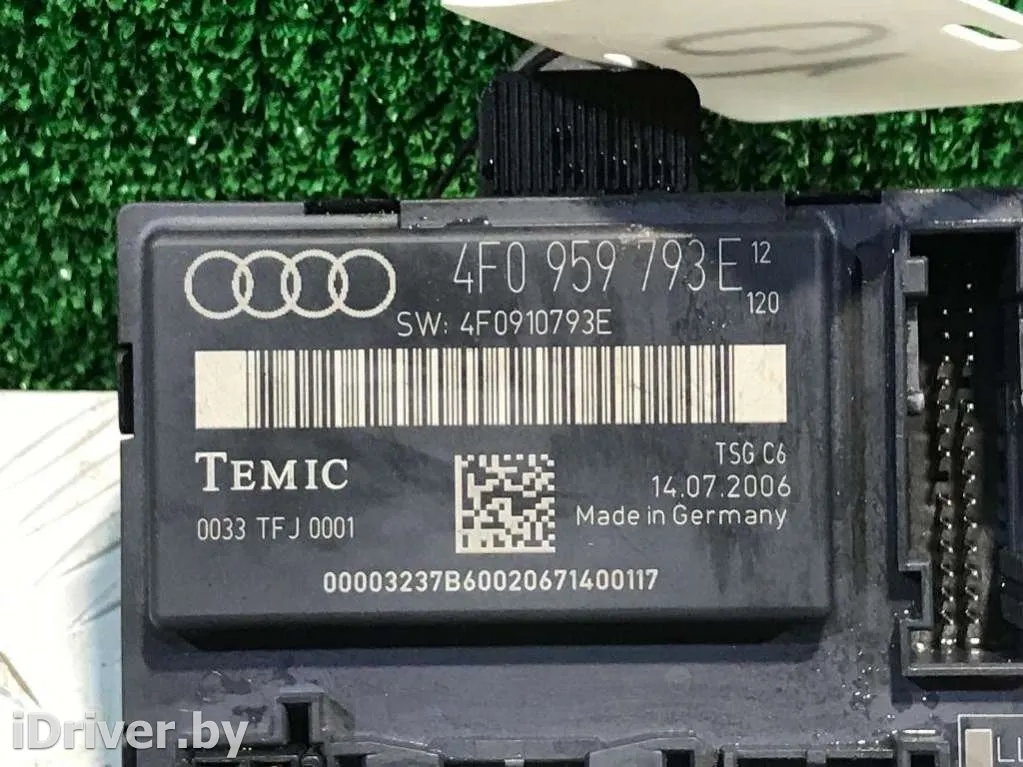 4F0 959 793 E 12
120
SW: 4F0910793E
TEMIC
TSG C6
14.07.2006
0033 TFJ 0001
Made in Germany
00003237B60020671400117
iDriver.by